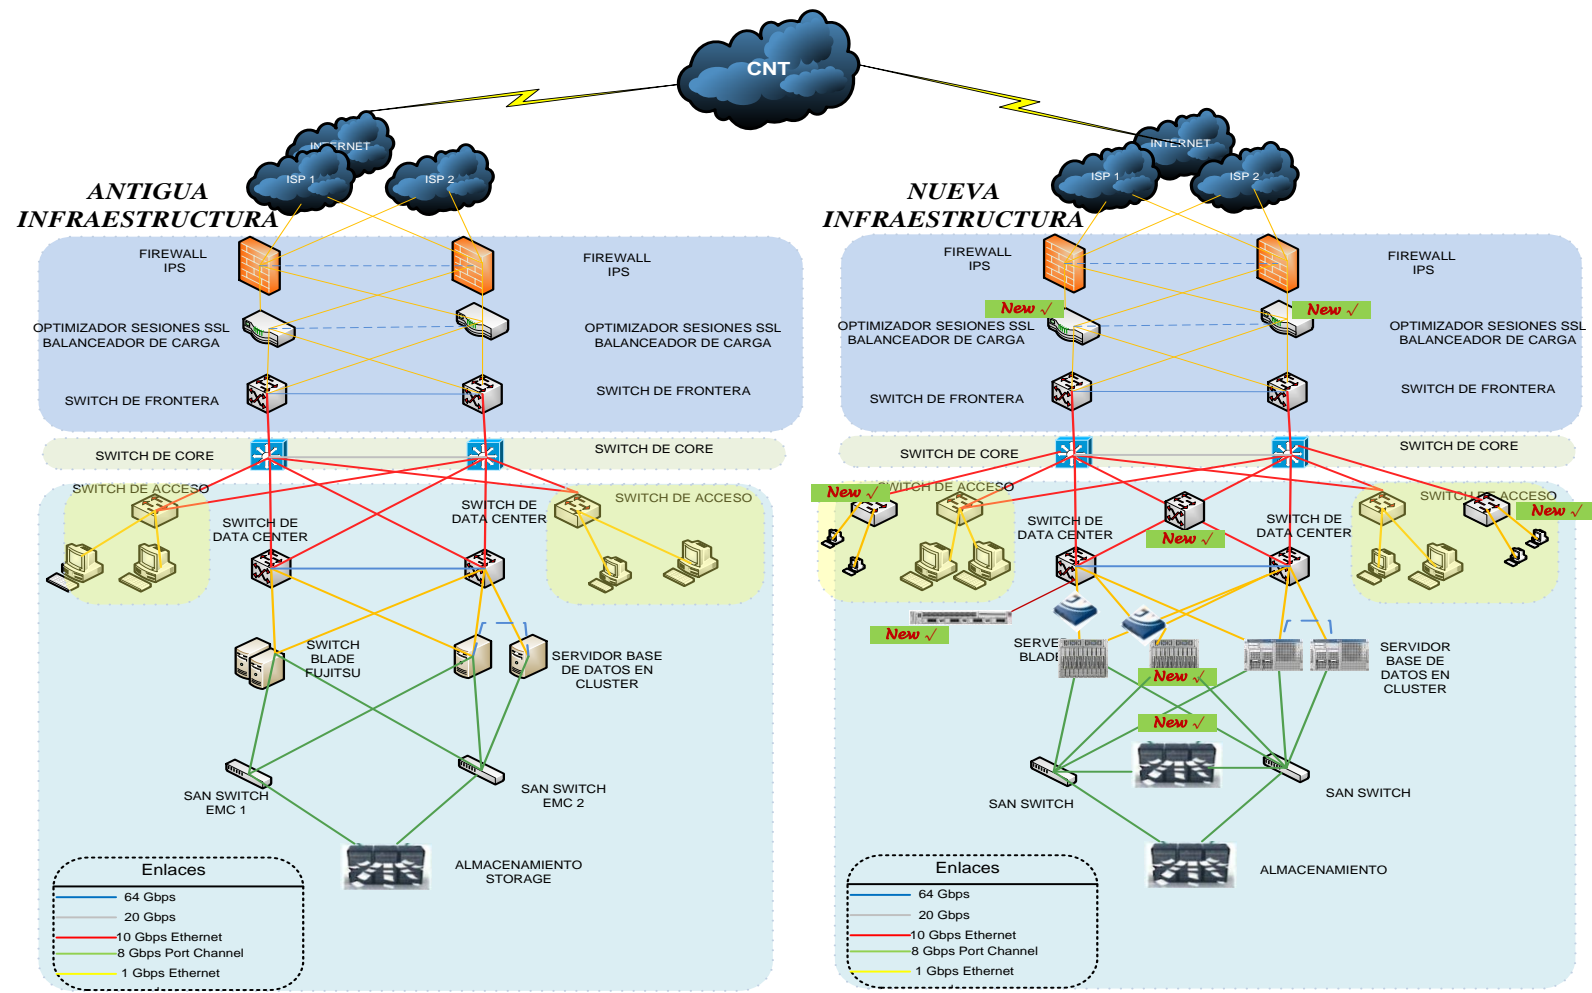 CNT
INTERNET
ISP 1
ISP 2
ANTIGUA
INFRAESTRUCTURA
FIREWALL
IPS
FIREWALL
IPS
OPTIMIZADOR SESIONES SSL
BALANCEADOR DE CARGA
OPTIMIZADOR SESIONES SSL
BALANCEADOR DE CARGA
SWITCH DE FRONTERA
SWITCH DE FRONTERA
SWITCH DE CORE
SWITCH DE CORE
SWITCH DE ACCESO
SWITCH DE ACCESO
SWITCH DE
DATA CENTER
SWITCH DE
DATA CENTER
SWITCH
BLADE
FUJITSU
SERVIDOR BASE
DE DATOS EN
CLUSTER
SAN SWITCH
EMC 1
SAN SWITCH
EMC 2
ALMACENAMIENTO
STORAGE
Enlaces
64 Gbps
20 Gbps
10 Gbps Ethernet
8 Gbps Port Channel
1 Gbps Ethernet
INTERNET
ISP 1
ISP 2
NUEVA
INFRAESTRUCTURA
FIREWALL
IPS
FIREWALL
IPS
New ✓
New ✓
OPTIMIZADOR SESIONES SSL
BALANCEADOR DE CARGA
OPTIMIZADOR SESIONES SSL
BALANCEADOR DE CARGA
SWITCH DE FRONTERA
SWITCH DE FRONTERA
SWITCH DE CORE
SWITCH DE CORE
New ✓
SWITCH DE ACCESO
SWITCH DE ACCESO
New ✓
SWITCH DE
DATA CENTER
New ✓
SWITCH DE
DATA CENTER
New ✓
SERVE
BLADE
New ✓
SERVIDOR
BASE DE
DATOS EN
CLUSTER
New ✓
SAN SWITCH
SAN SWITCH
ALMACENAMIENTO
Enlaces
64 Gbps
20 Gbps
10 Gbps Ethernet
8 Gbps Port Channel
1 Gbps Ethernet